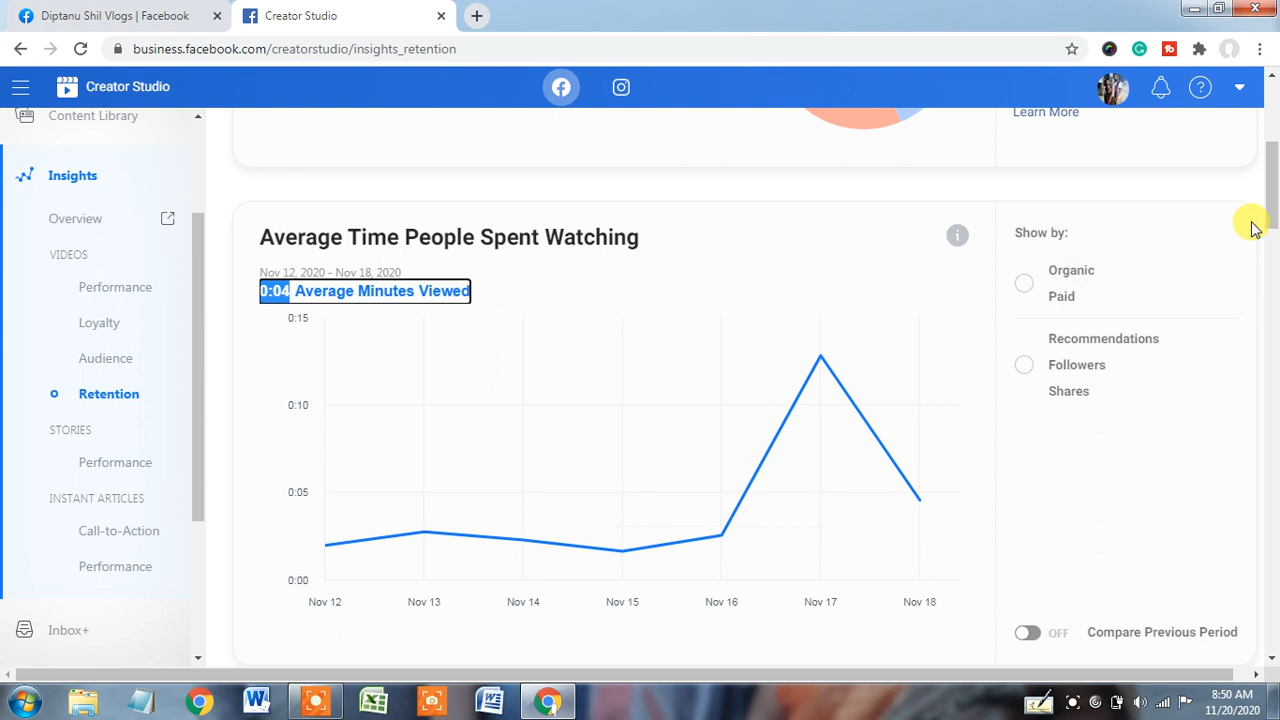 Diptanu Shil Vlogs | Facebook
Creator Studio
business.facebook.com/creatorstudio/insights_retention
Creator Studio
Content Library
Learn More
Insights
Overview
VIDEOS
Performance
Loyalty
Audience
Retention
STORIES
Performance
INSTANT ARTICLES
Call-to-Action
Performance
Inbox+
Average Time People Spent Watching
Nov 12, 2020 - Nov 18, 2020
0:04 Average Minutes Viewed
0:15
0:10
0:05
0:00
Nov 12 Nov 13 Nov 14 Nov 15 Nov 16 Nov 17 Nov 18
Show by:
Organic
Paid
Recommendations
Followers
Shares
OFF Compare Previous Period
8:50 AM
11/20/2020